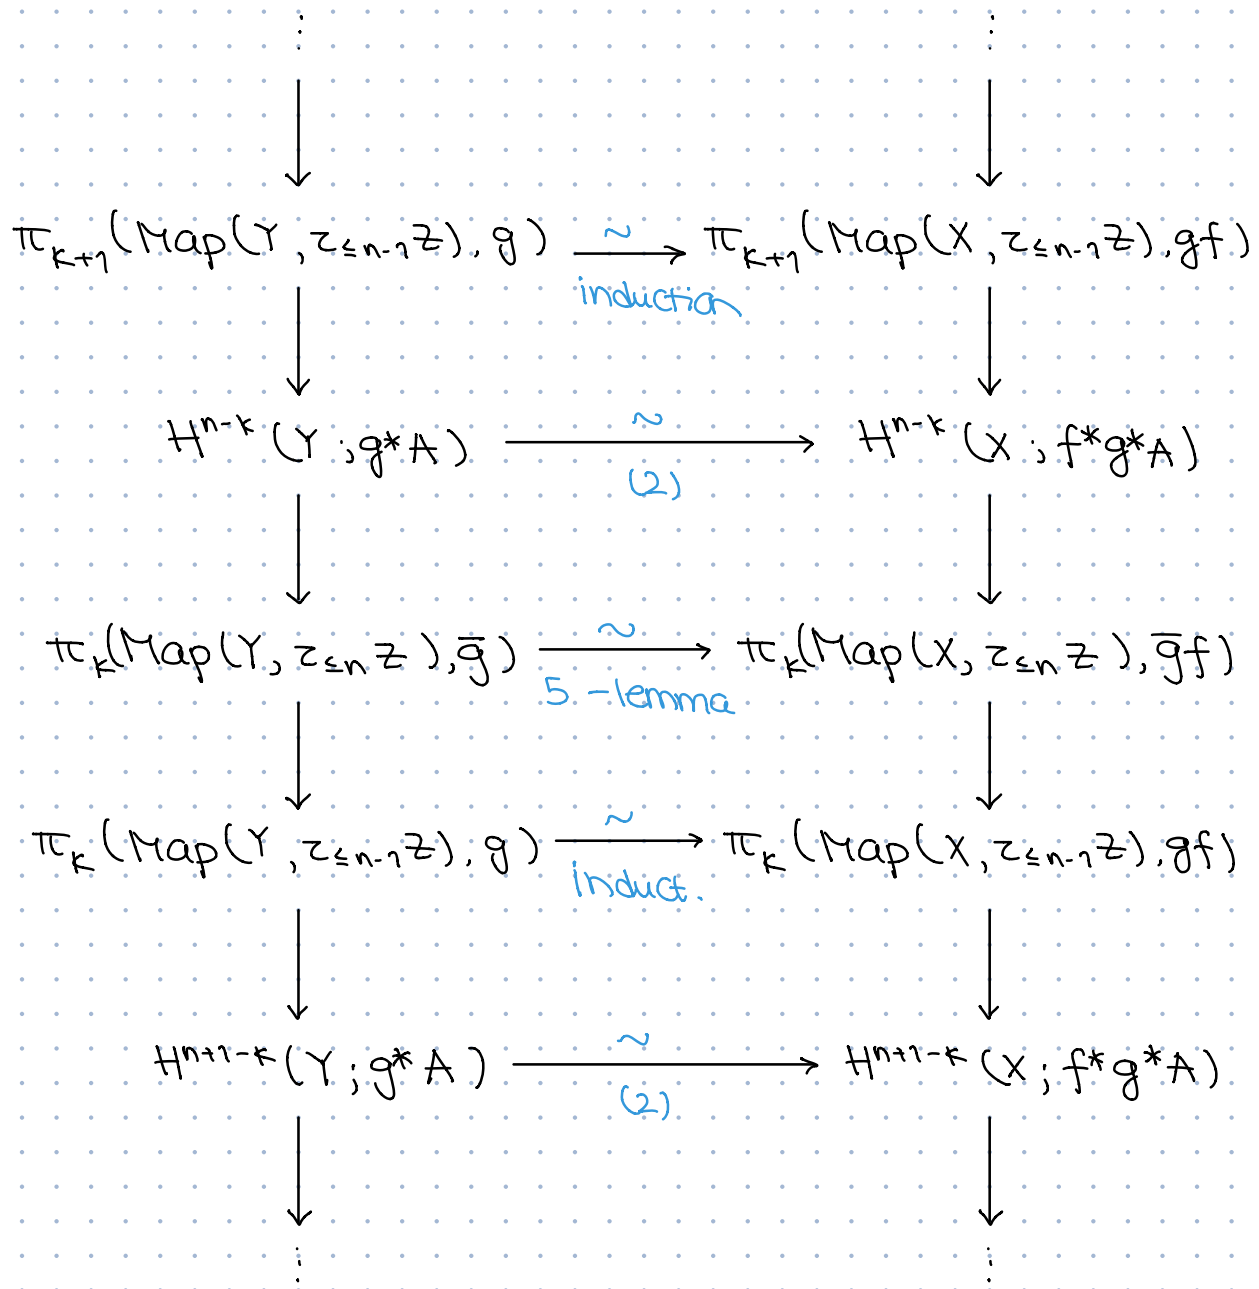 π_{k+1}(Map(Y, τ_{≤n-1}Z), g) ∼ π_{k+1}(Map(X, τ_{≤n-1}Z), gf)
induction
H^{n-k}(Y; g*A) ∼ H^{n-k}(X; f*g*A)
(2)
π_k(Map(Y, τ_{≤n}Z), g̅) ∼ π_k(Map(X, τ_{≤n}Z), g̅f)
5-lemma
π_k(Map(Y, τ_{≤n-1}Z), g) ∼ π_k(Map(X, τ_{≤n-1}Z), gf)
induct.
H^{n+1-k}(Y; g*A) ∼ H^{n+1-k}(X; f*g*A)
(2)